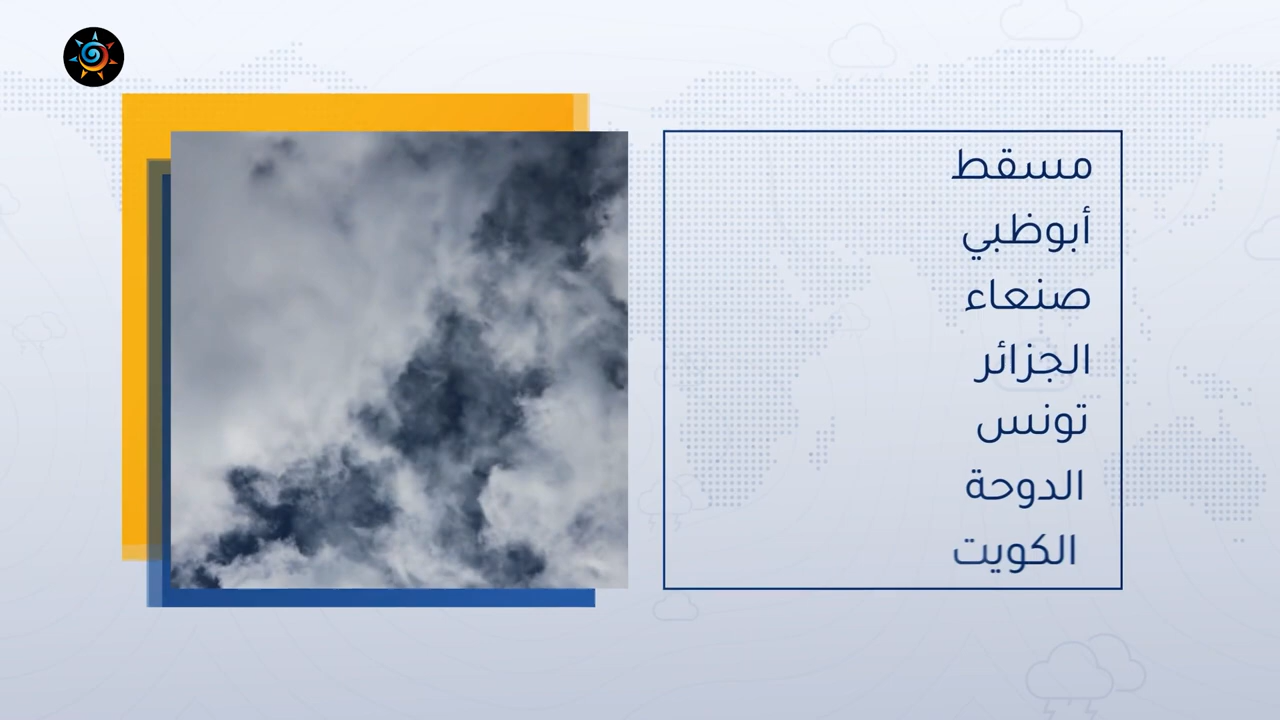 مسقط
أبوظبي
صنعاء
الجزائر
تونس
الدوحة
الكويت